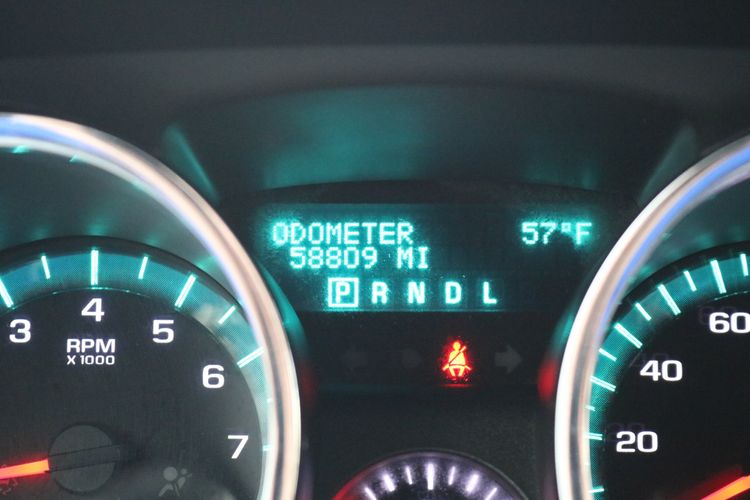 ODOMETER 57°F
58809 MI
P R N D L
3 4 5 6 7
RPM
X 1000
60
40
20